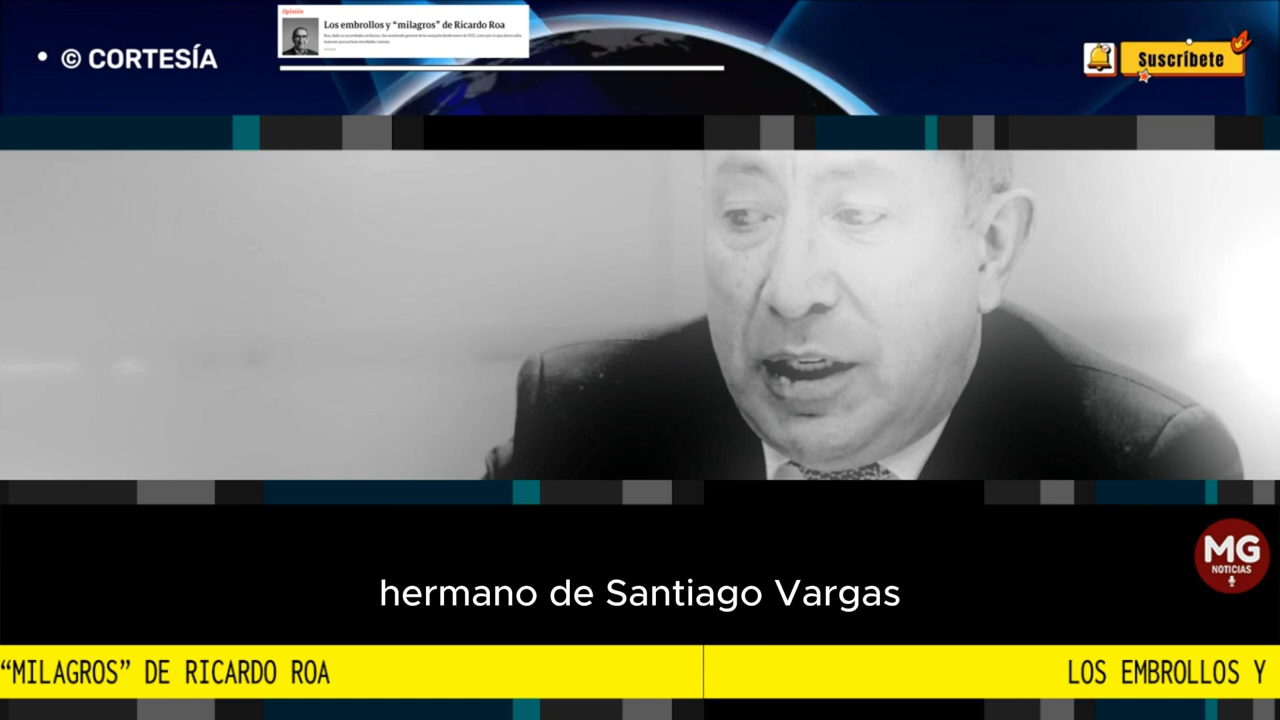 Opinión
Los embrollos y “milagros” de Ricardo Roa
• © CORTESÍA
Suscríbete
MG
NOTICIAS
hermano de Santiago Vargas
“MILAGROS” DE RICARDO ROA
LOS EMBROLLOS Y